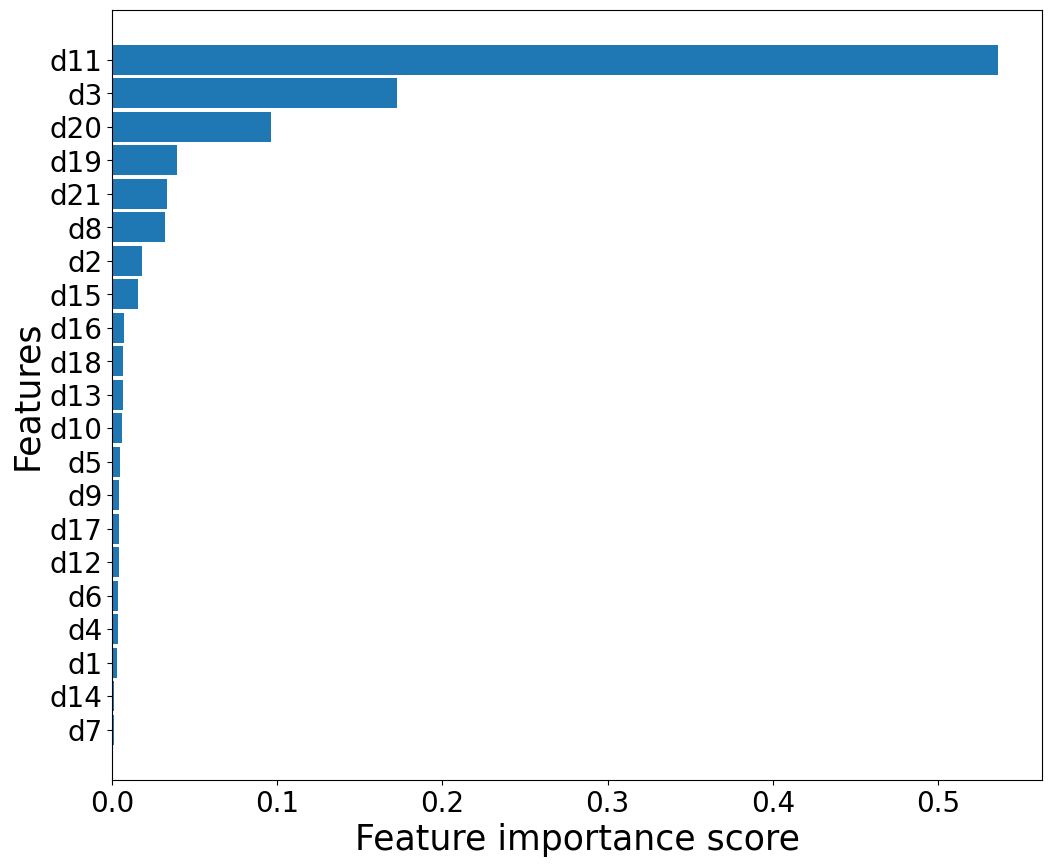 d11
d3
d20
d19
d21
d8
d2
d15
d16
d18
d13
d10
d5
d9
d17
d12
d6
d4
d1
d14
d7
Features
0.0 0.1 0.2 0.3 0.4 0.5
Feature importance score